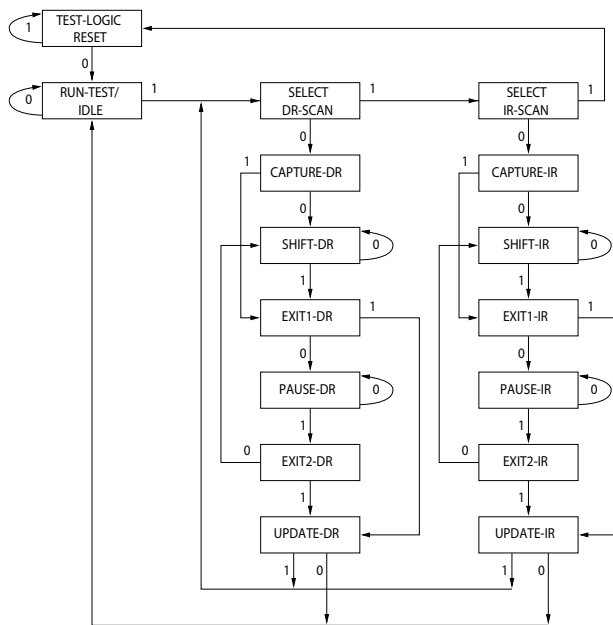 TEST-LOGIC
RESET
1
0
RUN-TEST/
IDLE
0
1
SELECT
DR-SCAN
1
SELECT
IR-SCAN
1
0
0
1
CAPTURE-DR
1
CAPTURE-IR
0
0
SHIFT-DR
0
SHIFT-IR
0
1
1
EXIT1-DR
1
EXIT1-IR
1
0
0
PAUSE-DR
0
PAUSE-IR
0
1
1
0
EXIT2-DR
0
EXIT2-IR
1
1
UPDATE-DR
UPDATE-IR
1
0
1
0